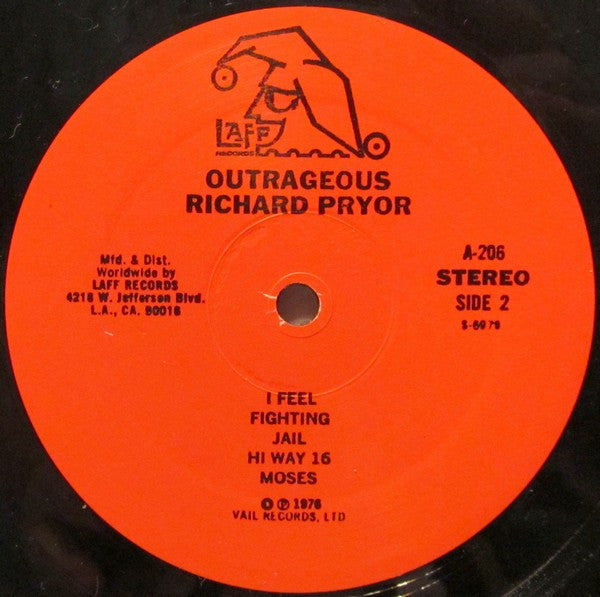 LAFF
RECORDS
OUTRAGEOUS
RICHARD PRYOR
Mfd. & Dist.
Worldwide by
LAFF RECORDS
4218 W. Jefferson Blvd.
L.A., CA. 90016
A-206
STEREO
SIDE 2
I FEEL
FIGHTING
JAIL
HI WAY 16
MOSES
© ℗ 1976
VAIL RECORDS, LTD